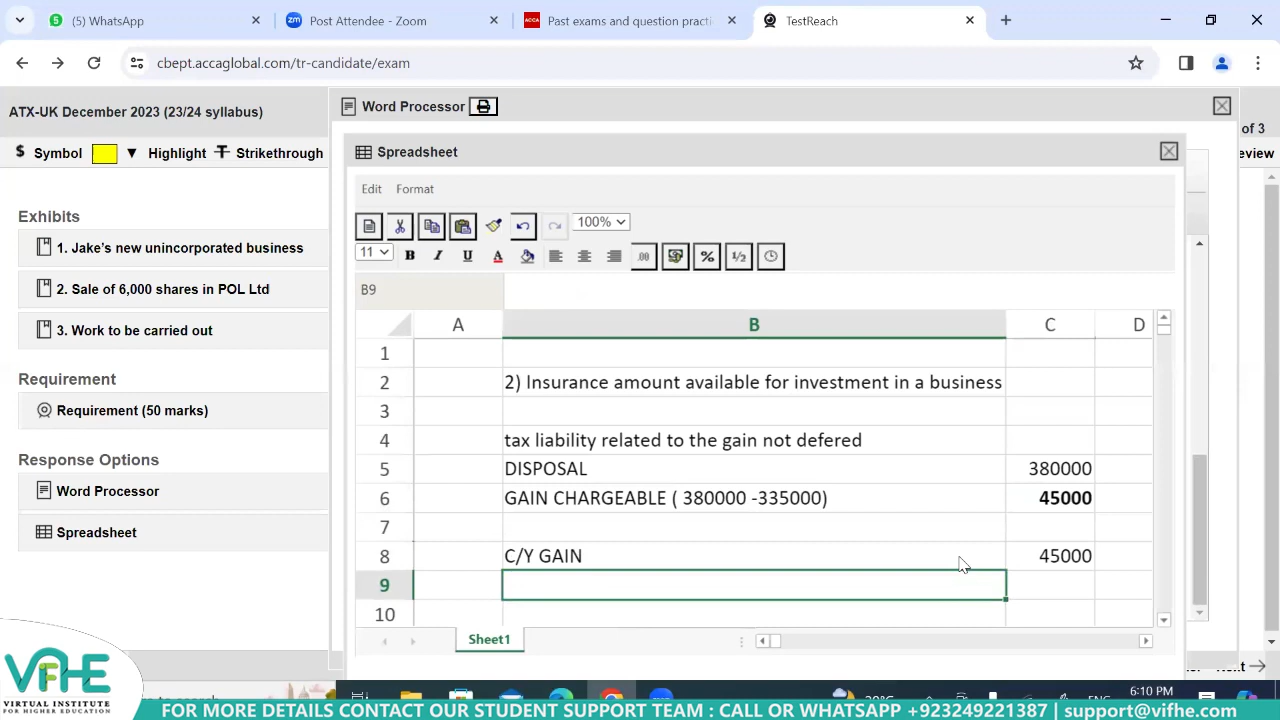 (5) WhatsApp
Post Attendee - Zoom
ACCA
Past exams and question practi
TestReach
cbept.accaglobal.com/tr-candidate/exam
ATX-UK December 2023 (23/24 syllabus)
Word Processor
of 3
$ Symbol
Highlight
T Strikethrough
Spreadsheet
eview
Edit Format
Exhibits
100%
1. Jake's new unincorporated business
11 B I U A .00 % 1/2
2. Sale of 6,000 shares in POL Ltd
B9
3. Work to be carried out
A B C D
1
Requirement
2 2) Insurance amount available for investment in a business
Requirement (50 marks)
3
4 tax liability related to the gain not defered
Response Options
5 DISPOSAL 380000
Word Processor
6 GAIN CHARGEABLE ( 380000 -335000) 45000
Spreadsheet
7
8 C/Y GAIN 45000
9
10
Sheet1
VFHE
VIRTUAL INSTITUTE
FOR HIGHER EDUCATION
ENG
6:10 PM
FOR MORE DETAILS CONTACT OUR STUDENT SUPPORT TEAM : CALL OR WHATSAPP +923249221387 | support@vifhe.com